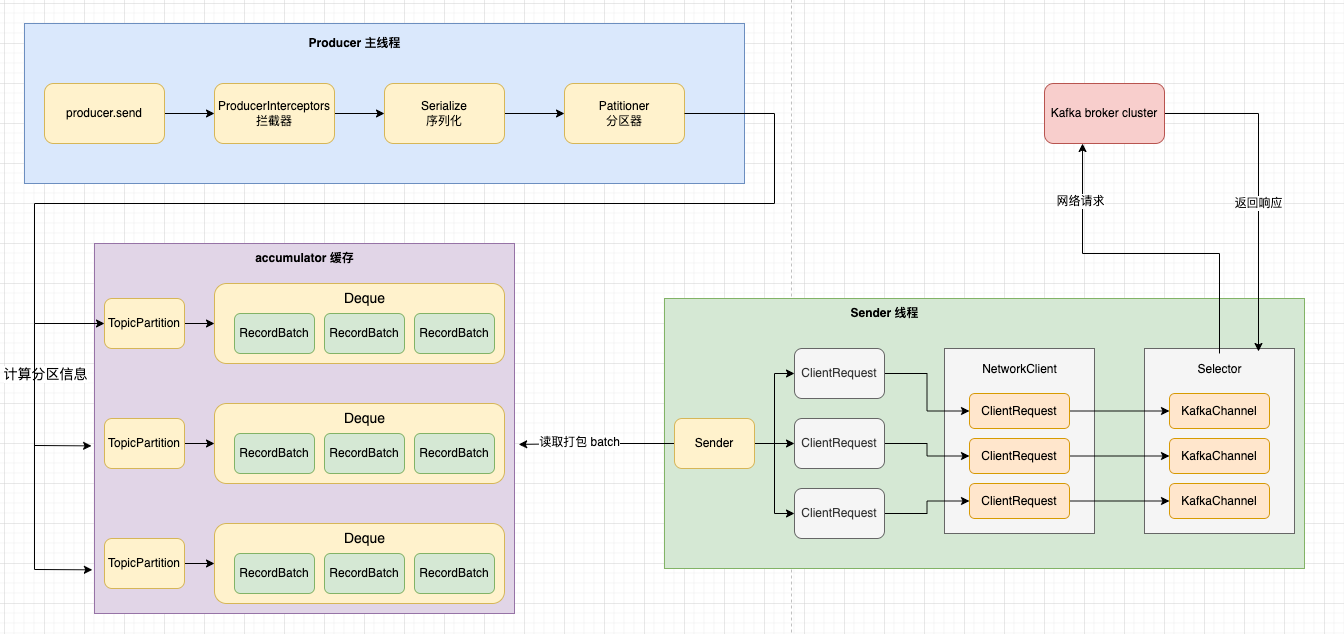 Producer 主线程
producer.send
ProducerInterceptors
拦截器
Serialize
序列化
Patitioner
分区器
Kafka broker cluster
网络请求
返回响应
accumulator 缓存
计算分区信息
TopicPartition
Deque
RecordBatch
RecordBatch
RecordBatch
TopicPartition
Deque
RecordBatch
RecordBatch
RecordBatch
TopicPartition
Deque
RecordBatch
RecordBatch
RecordBatch
读取打包 batch
Sender 线程
Sender
ClientRequest
ClientRequest
ClientRequest
NetworkClient
ClientRequest
ClientRequest
ClientRequest
Selector
KafkaChannel
KafkaChannel
KafkaChannel